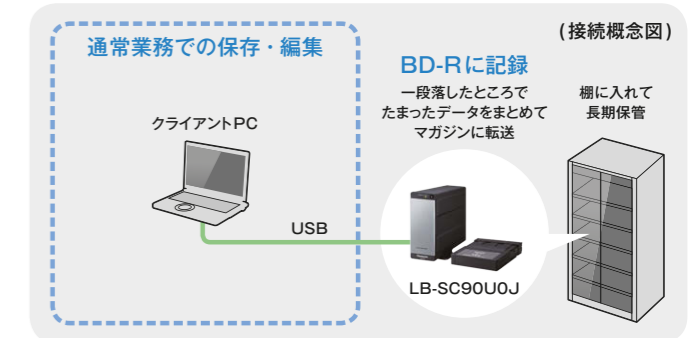 (接続概念図)
通常業務での保存・編集
クライアントPC
USB
BD-Rに記録
一段落したところで
たまったデータをまとめて
マガジンに転送
LB-SC90U0J
棚に入れて
長期保管